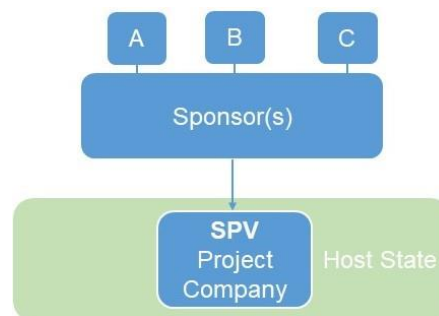 A
B
C
Sponsor(s)
SPV
Project
Company
Host State